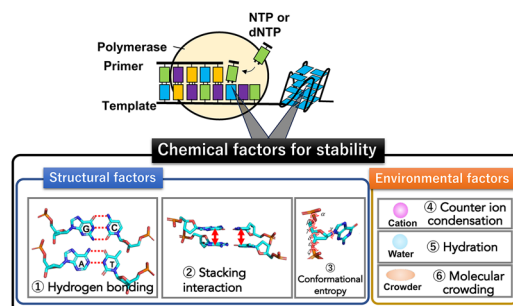 NTP or
dNTP
Polymerase
Primer
Template
Chemical factors for stability
Structural factors
Environmental factors
G
C
A
T
① Hydrogen bonding
② Stacking
interaction
③
Conformational
entropy
Cation
④ Counter ion
condensation
Water
⑤ Hydration
Crowder
⑥ Molecular
crowding